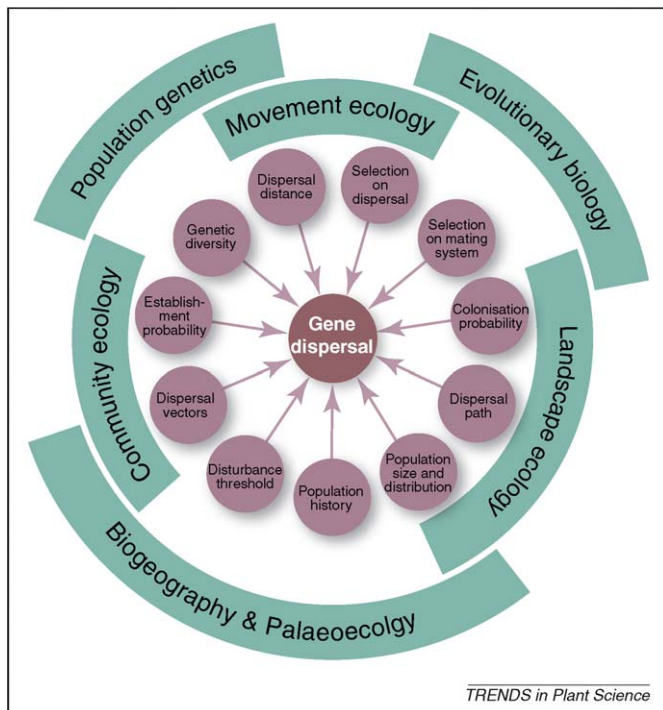 Population genetics
Movement ecology
Evolutionary biology
Community ecology
Landscape ecology
Biogeography & Palaeoecolgy
Dispersal
distance
Selection
on
dispersal
Genetic
diversity
Selection
on mating
system
Establish-
ment
probability
Colonisation
probability
Gene
dispersal
Dispersal
vectors
Dispersal
path
Disturbance
threshold
Population
history
Population
size and
distribution
TRENDS in Plant Science